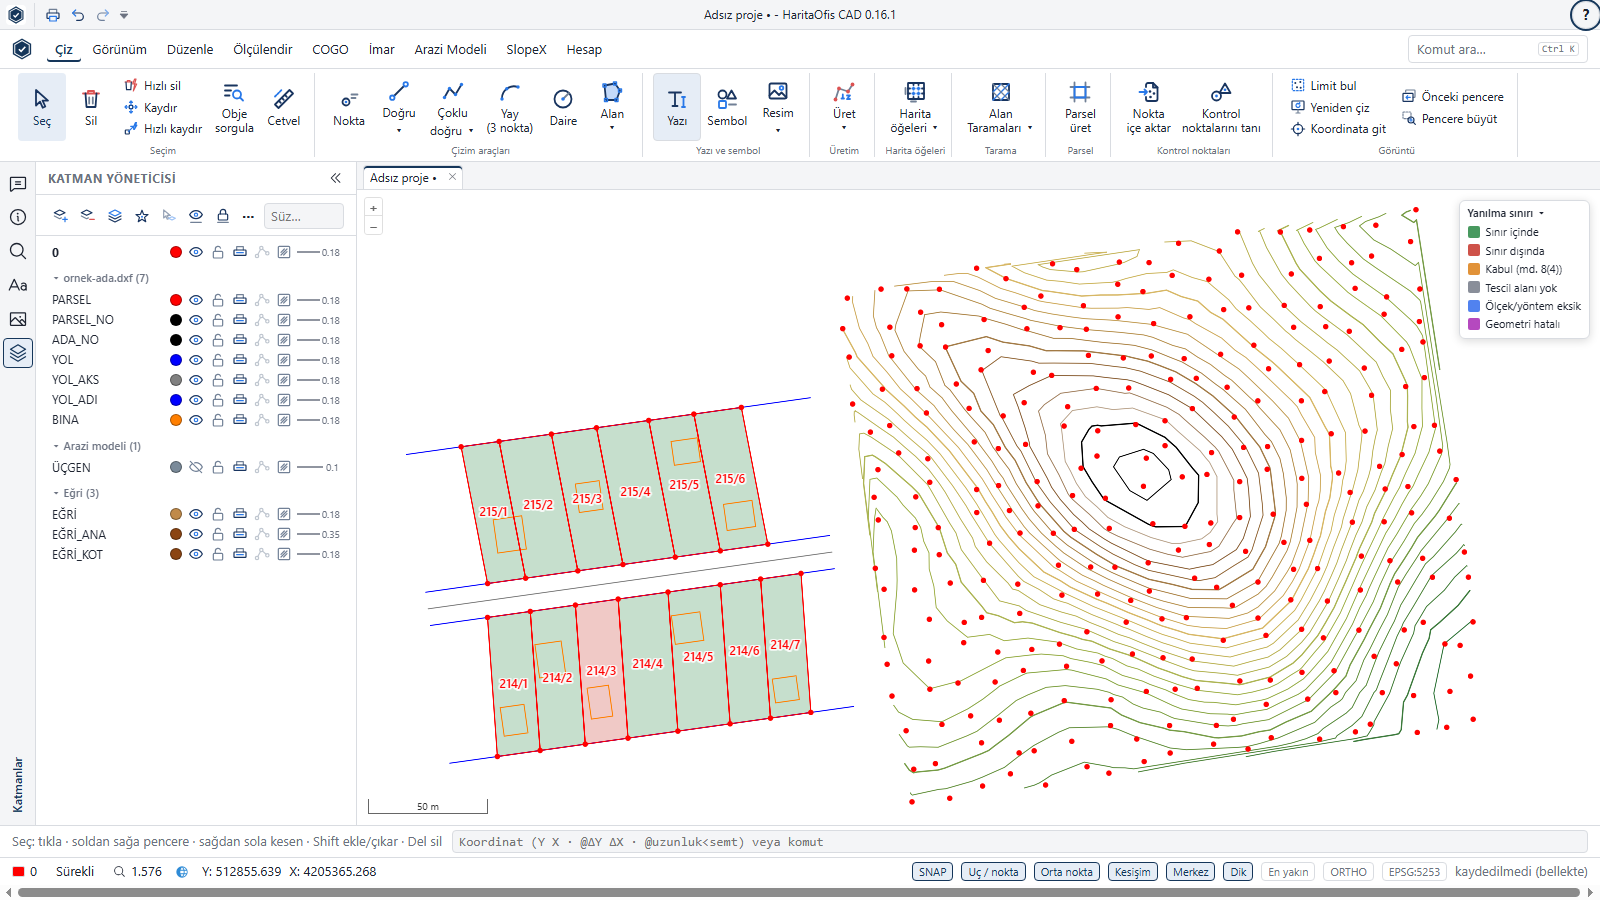 Adsız proje • - HaritaOfis CAD 0.16.1
?
Çiz Görünüm Düzenle Ölçülendir COGO İmar Arazi Modeli SlopeX Hesap
Komut ara... Ctrl K
Seç
Sil
Hızlı sil
Kaydır
Hızlı kaydır
Obje sorgula
Cetvel
Seçim
Nokta
Doğru
Çoklu doğru
Yay (3 nokta)
Daire
Alan
Çizim araçları
Yazı
Sembol
Resim
Yazı ve sembol
Üret
Üretim
Harita öğeleri
Harita öğeleri
Alan Taramaları
Tarama
Parsel üret
Parsel
Nokta içe aktar
Kontrol noktalarını tanı
Kontrol noktaları
Limit bul
Yeniden çiz
Koordinata git
Önceki pencere
Pencere büyüt
Görüntü
KATMAN YÖNETİCİSİ
Süz...
0 0.18
ornek-ada.dxf (7)
PARSEL 0.18
PARSEL_NO 0.18
ADA_NO 0.18
YOL 0.18
YOL_AKS 0.18
YOL_ADI 0.18
BINA 0.18
Arazi modeli (1)
ÜÇGEN 0.1
Eğri (3)
EĞRİ 0.18
EĞRİ_ANA 0.35
EĞRİ_KOT 0.18
Aa
Katmanlar
Adsız proje •
+
−
215/1
215/2
215/3
215/4
215/5
215/6
214/1
214/2
214/3
214/4
214/5
214/6
214/7
50 m
Yanılma sınırı
Sınır içinde
Sınır dışında
Kabul (md. 8(4))
Tescil alanı yok
Ölçek/yöntem eksik
Geometri hatalı
Seç: tıkla · soldan sağa pencere · sağdan sola kesen · Shift ekle/çıkar · Del sil
Koordinat (Y X · @ΔY ΔX · @uzunluk<semt) veya komut
0 Sürekli 1.576 Y: 512855.639 X: 4205365.268
SNAP Uç / nokta Orta nokta Kesişim Merkez Dik En yakın ORTHO EPSG:5253 kaydedilmedi (bellekte)